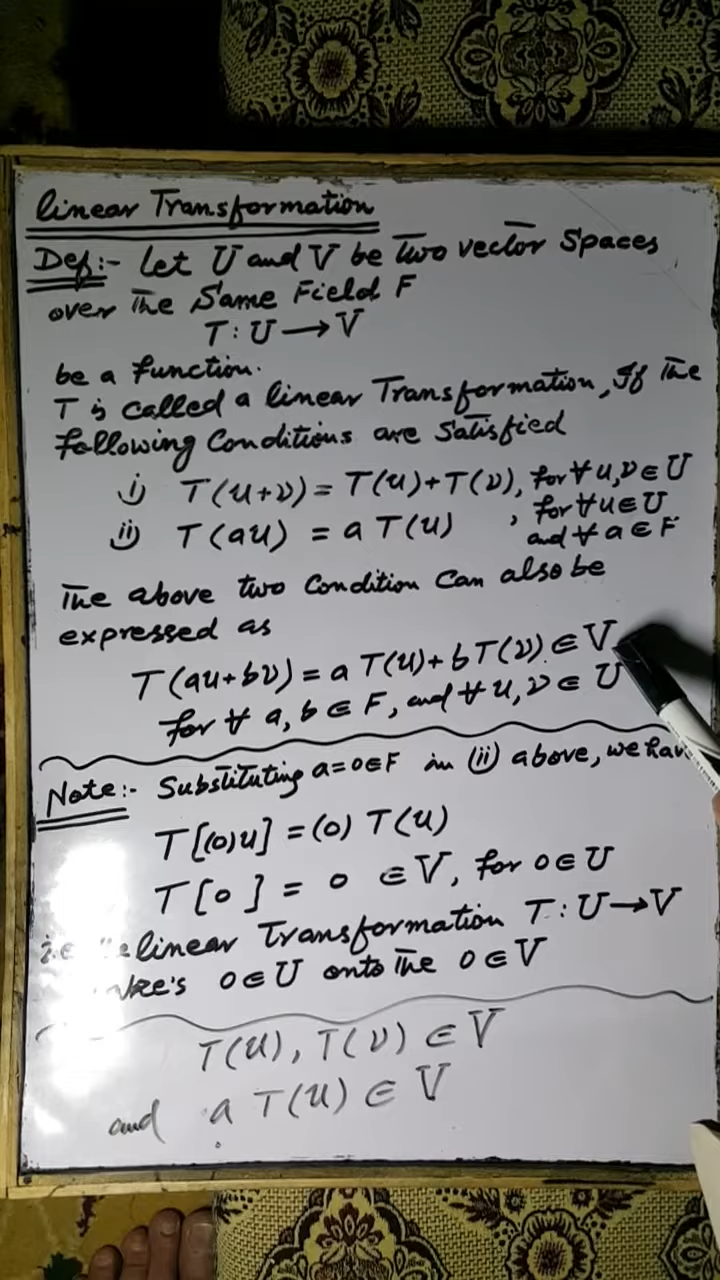 linear Transformation
Def:- Let U and V be two vector Spaces
over the Same Field F
T : U → V
be a function.
T is called a linear Transformation, If the
following Conditions are Satisfied
i) T(u+v) = T(u)+T(v), for ∀ u,v ∈ U
ii) T(au) = a T(u) , for ∀ u ∈ U
and ∀ a ∈ F
The above two Condition Can also be
expressed as
T(au+bv) = a T(u)+ b T(v) ∈ V
for ∀ a, b ∈ F, and ∀ u, v ∈ U
Note:- Substituting a=0∈F in (ii) above, we hav
T[(0)u] = (0) T(u)
T[0] = 0 ∈ V, for 0 ∈ U
linear Transformation T : U → V
0 ∈ U onto the 0 ∈ V
T(u), T(v) ∈ V
and a T(u) ∈ V